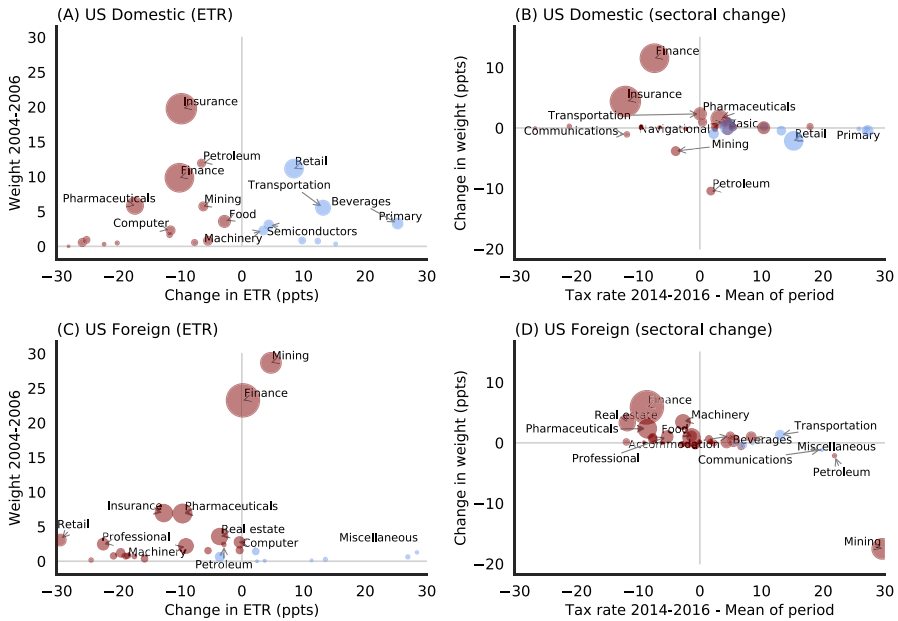 (A) US Domestic (ETR)
Weight 2004-2006
30
25
20
15
10
5
0
Insurance
Petroleum
Finance
Retail
Transportation
Pharmaceuticals
Mining
Beverages
Food
Primary
Computer
Machinery
Semiconductors
−30
−20
−10
0
10
20
30
Change in ETR (ppts)
(B) US Domestic (sectoral change)
Change in weight (ppts)
10
0
−10
−20
Finance
Insurance
Transportation
Pharmaceuticals
Communications
Navigational
Basic
Retail
Primary
Mining
Petroleum
−30
−20
−10
0
10
20
30
Tax rate 2014-2016 - Mean of period
(C) US Foreign (ETR)
Weight 2004-2006
30
25
20
15
10
5
0
Mining
Finance
Insurance
Pharmaceuticals
Retail
Professional
Real estate
Machinery
Computer
Miscellaneous
Petroleum
−30
−20
−10
0
10
20
30
Change in ETR (ppts)
(D) US Foreign (sectoral change)
Change in weight (ppts)
10
0
−10
−20
Finance
Real estate
Machinery
Pharmaceuticals
Food
Transportation
Professional
Accommodation
Beverages
Communications
Miscellaneous
Petroleum
Mining
−30
−20
−10
0
10
20
30
Tax rate 2014-2016 - Mean of period